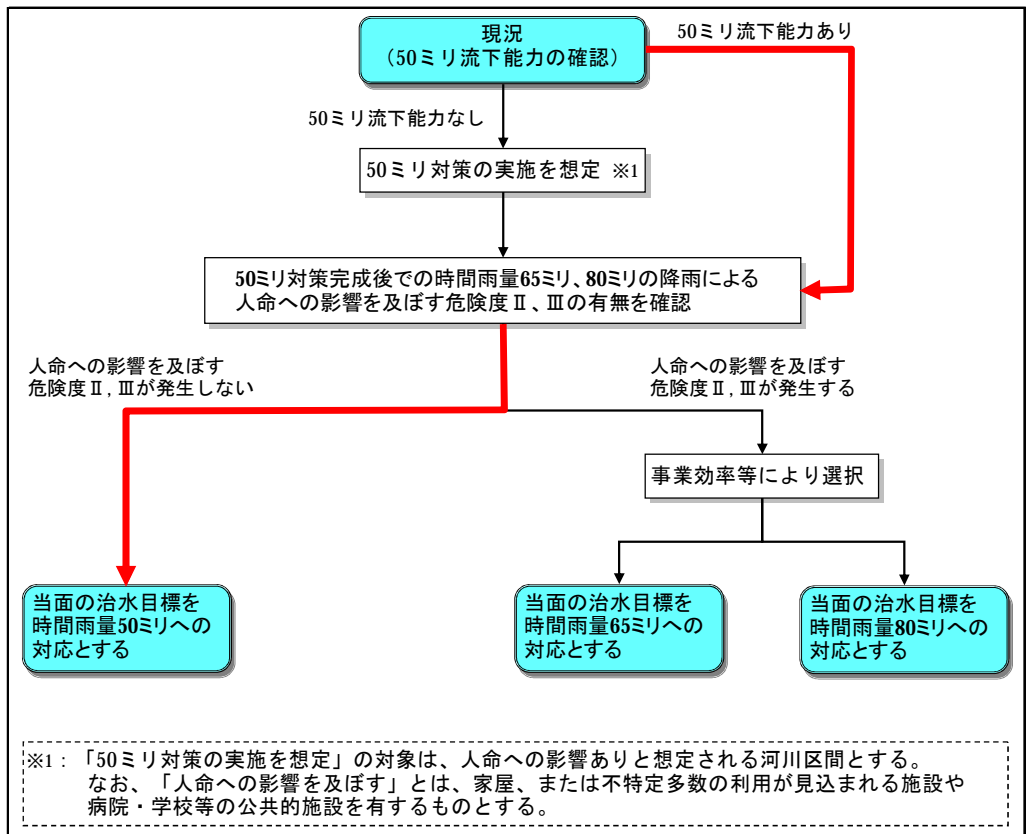 現況
（50ミリ流下能力の確認）
50ミリ流下能力あり
50ミリ流下能力なし
50ミリ対策の実施を想定 ※1
50ミリ対策完成後での時間雨量65ミリ、80ミリの降雨による
人命への影響を及ぼす危険度Ⅱ、Ⅲの有無を確認
人命への影響を及ぼす
危険度Ⅱ,Ⅲが発生しない
人命への影響を及ぼす
危険度Ⅱ,Ⅲが発生する
事業効率等により選択
当面の治水目標を
時間雨量50ミリへの
対応とする
当面の治水目標を
時間雨量65ミリへの
対応とする
当面の治水目標を
時間雨量80ミリへの
対応とする
※1：「50ミリ対策の実施を想定」の対象は、人命への影響ありと想定される河川区間とする。
なお、「人命への影響を及ぼす」とは、家屋、または不特定多数の利用が見込まれる施設や
病院・学校等の公共的施設を有するものとする。